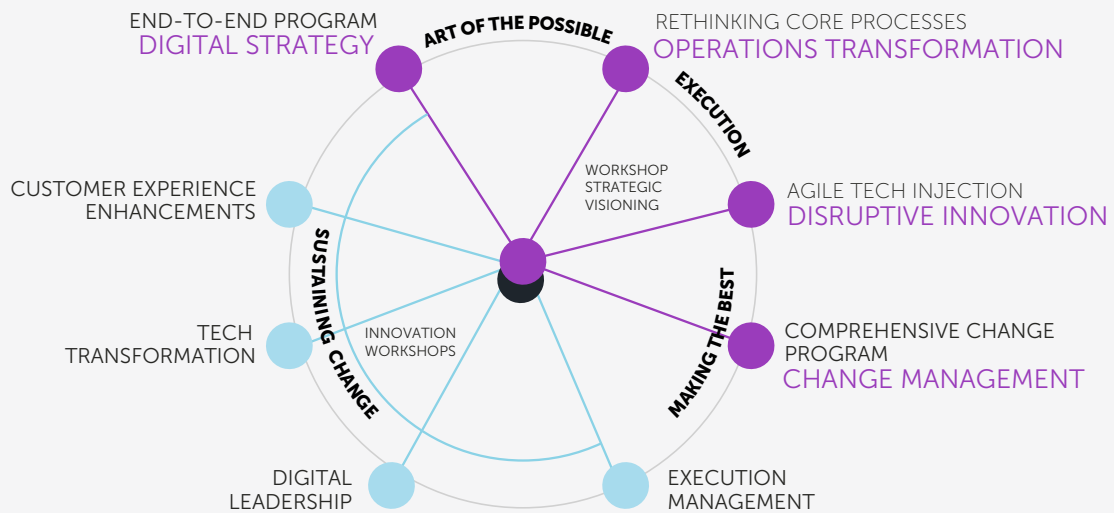 END-TO-END PROGRAM
DIGITAL STRATEGY
ART OF THE POSSIBLE
RETHINKING CORE PROCESSES
OPERATIONS TRANSFORMATION
EXECUTION
WORKSHOP
STRATEGIC
VISIONING
CUSTOMER EXPERIENCE
ENHANCEMENTS
AGILE TECH INJECTION
DISRUPTIVE INNOVATION
SUSTAINING CHANGE
MAKING THE BEST
INNOVATION
WORKSHOPS
TECH
TRANSFORMATION
COMPREHENSIVE CHANGE
PROGRAM
CHANGE MANAGEMENT
DIGITAL
LEADERSHIP
EXECUTION
MANAGEMENT